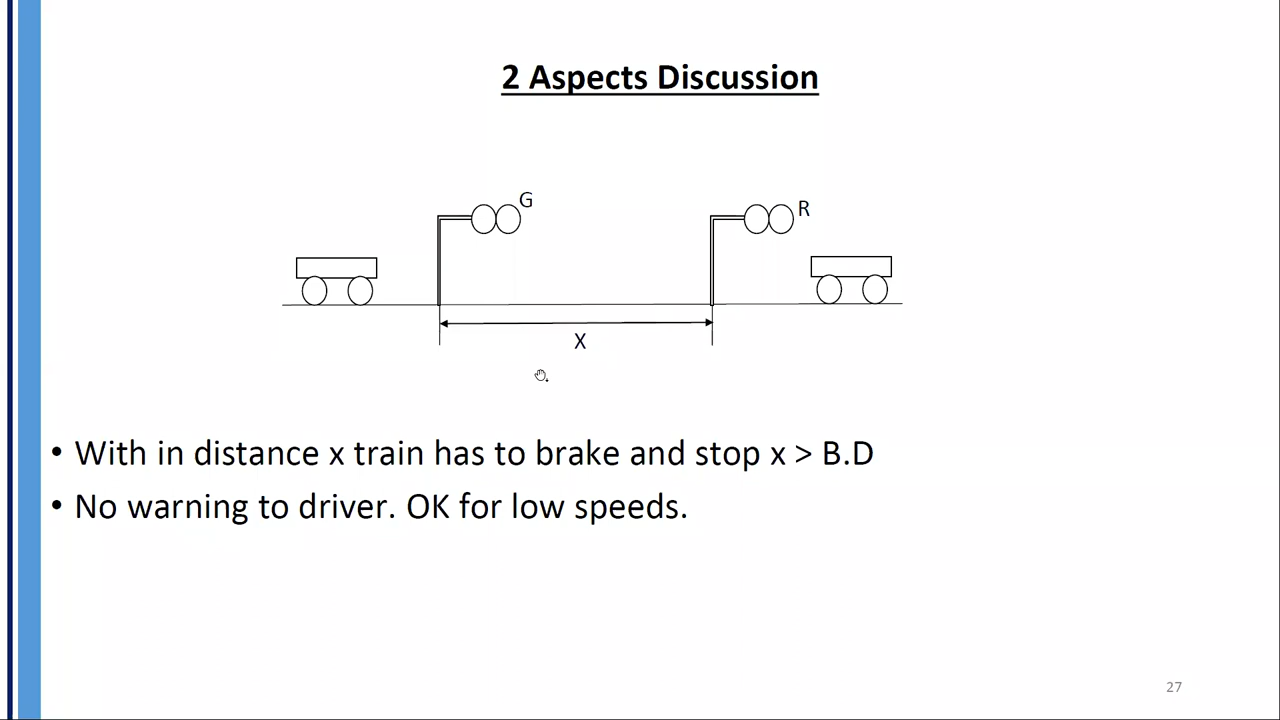 2 Aspects Discussion
G
R
X
• With in distance x train has to brake and stop x > B.D
• No warning to driver. OK for low speeds.
27